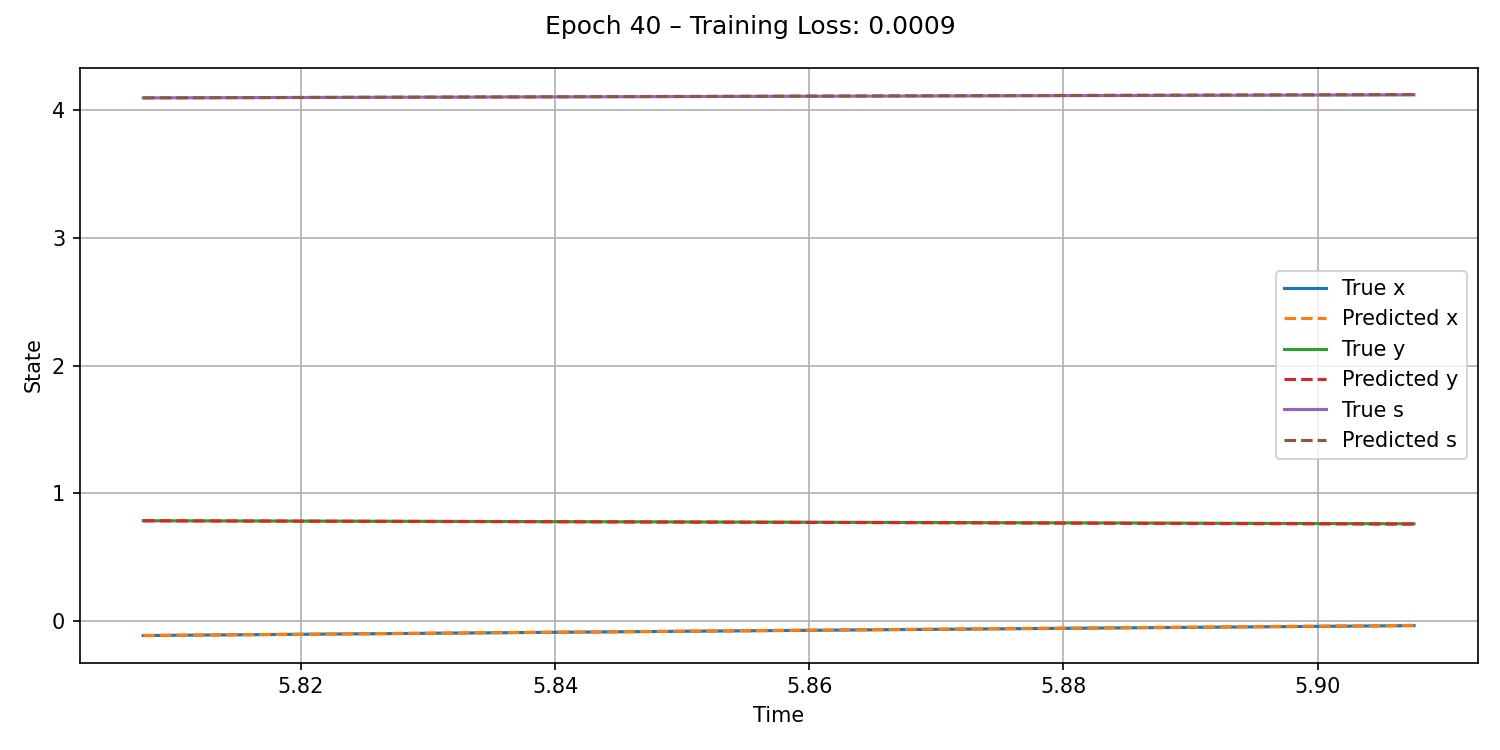 Epoch 40 – Training Loss: 0.0009
4
3
2
1
0
State
True x
Predicted x
True y
Predicted y
True s
Predicted s
5.82 5.84 5.86 5.88 5.90
Time